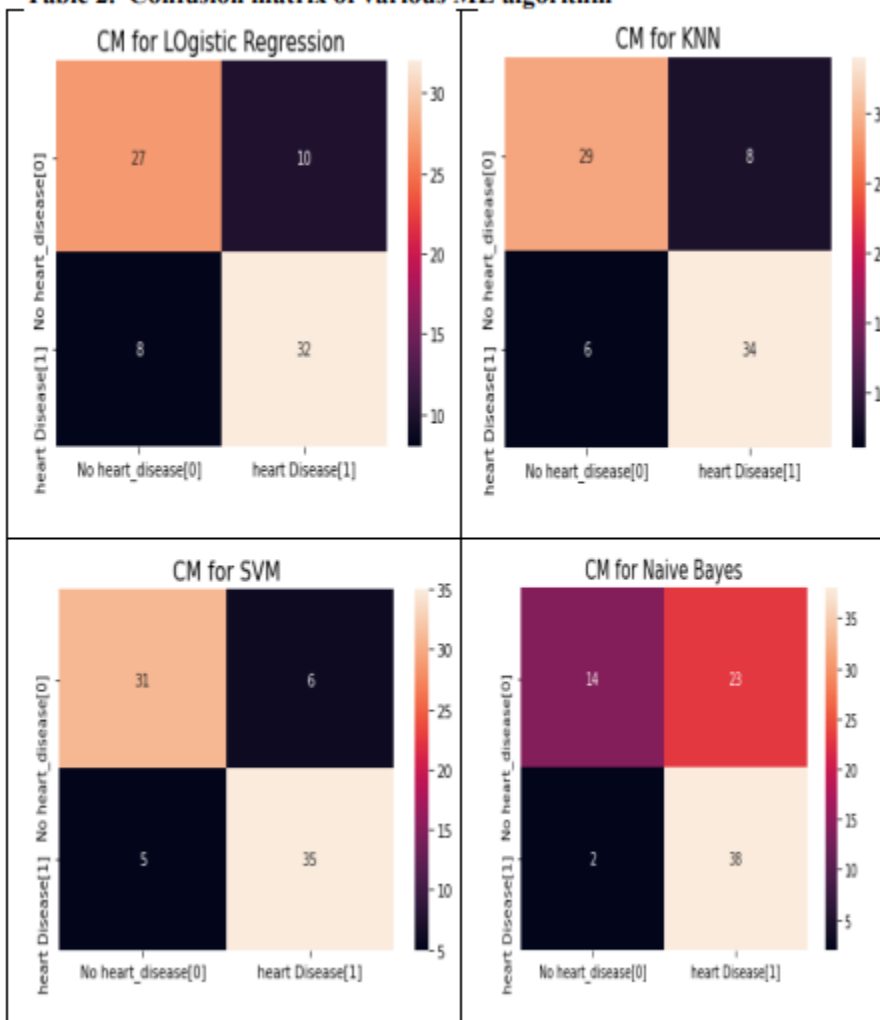 Table 2. Confusion matrix of various ML algorithm
CM for LOgistic Regression
No heart_disease[0]
heart Disease[1]
27
10
8
32
No heart_disease[0]
heart Disease[1]
30
25
20
15
10
CM for KNN
No heart_disease[0]
heart Disease[1]
29
8
6
34
No heart_disease[0]
heart Disease[1]
CM for SVM
No heart_disease[0]
heart Disease[1]
31
6
5
35
No heart_disease[0]
heart Disease[1]
35
30
25
20
15
10
5
CM for Naive Bayes
No heart_disease[0]
heart Disease[1]
14
23
2
38
No heart_disease[0]
heart Disease[1]
35
30
25
20
15
10
5